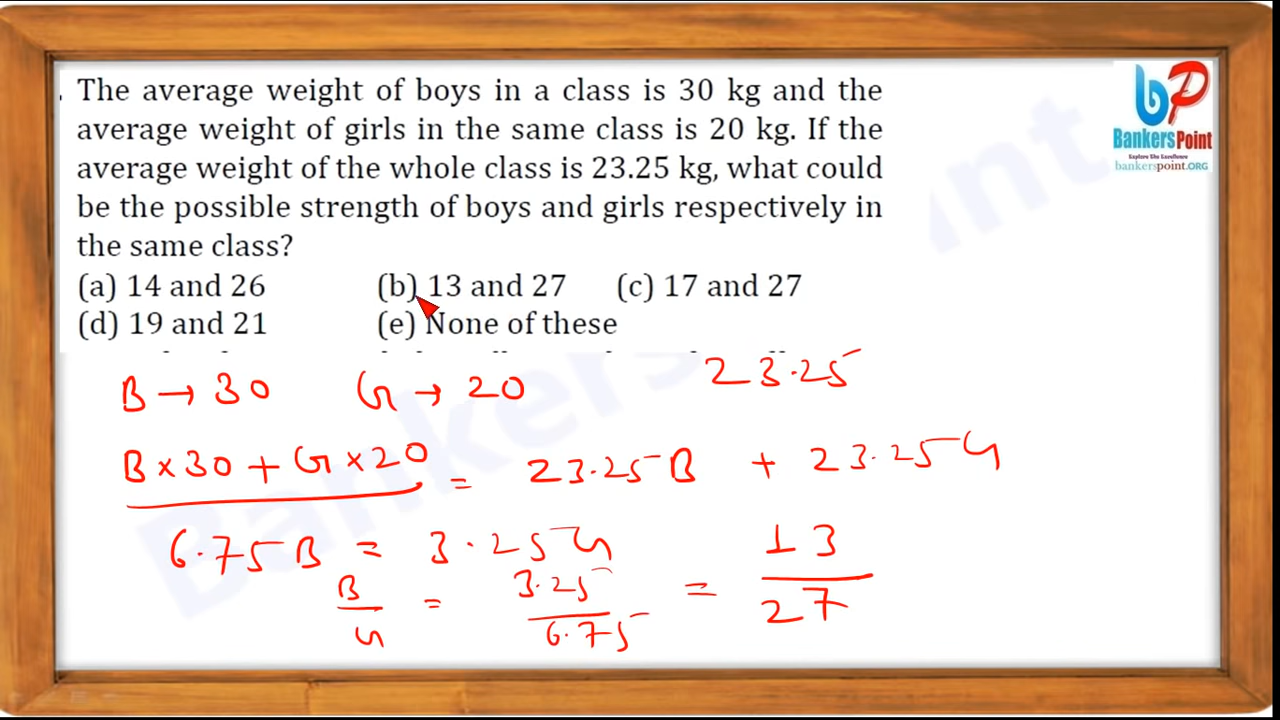 The average weight of boys in a class is 30 kg and the
average weight of girls in the same class is 20 kg. If the
average weight of the whole class is 23.25 kg, what could
be the possible strength of boys and girls respectively in
the same class?
(a) 14 and 26 (b) 13 and 27 (c) 17 and 27
(d) 19 and 21 (e) None of these
BankersPoint
Explore The Excellence
bankerspoint.ORG
B → 30 G → 20 23.25
B × 30 + G × 20 = 23.25 B + 23.25 G
6.75 B = 3.25 G
B/G = 3.25/6.75 = 13/27